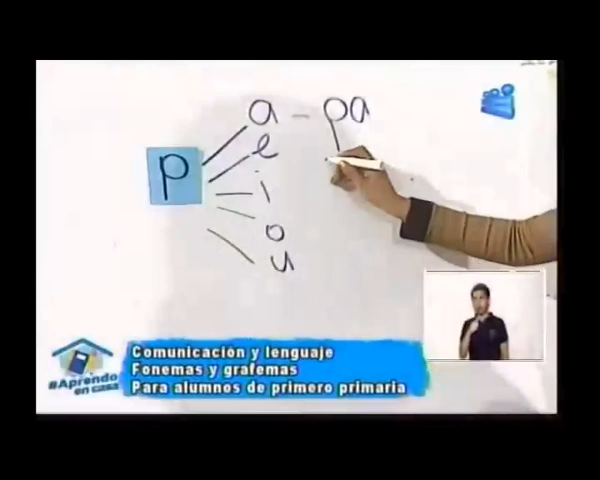 a - pa
p
e
i
o
u
Comunicación y lenguaje
Fonemas y grafemas
Para alumnos de primero primaria
#Aprendo
en casa